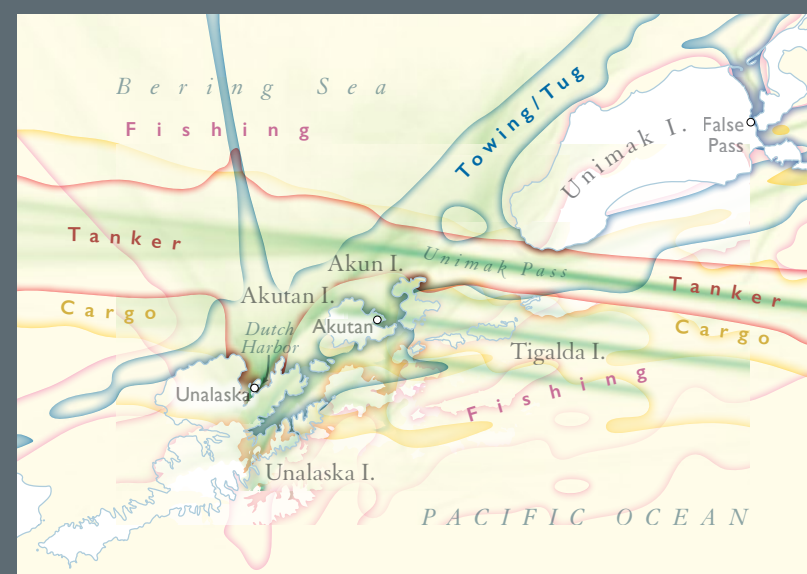 Bering Sea
Fishing
Towing/Tug
Unimak I.
False
Pass
Tanker
Unimak Pass
Akun I.
Tanker
Akutan I.
Cargo
Dutch
Harbor
Akutan
Cargo
Tigalda I.
Unalaska
Fishing
Unalaska I.
PACIFIC OCEAN